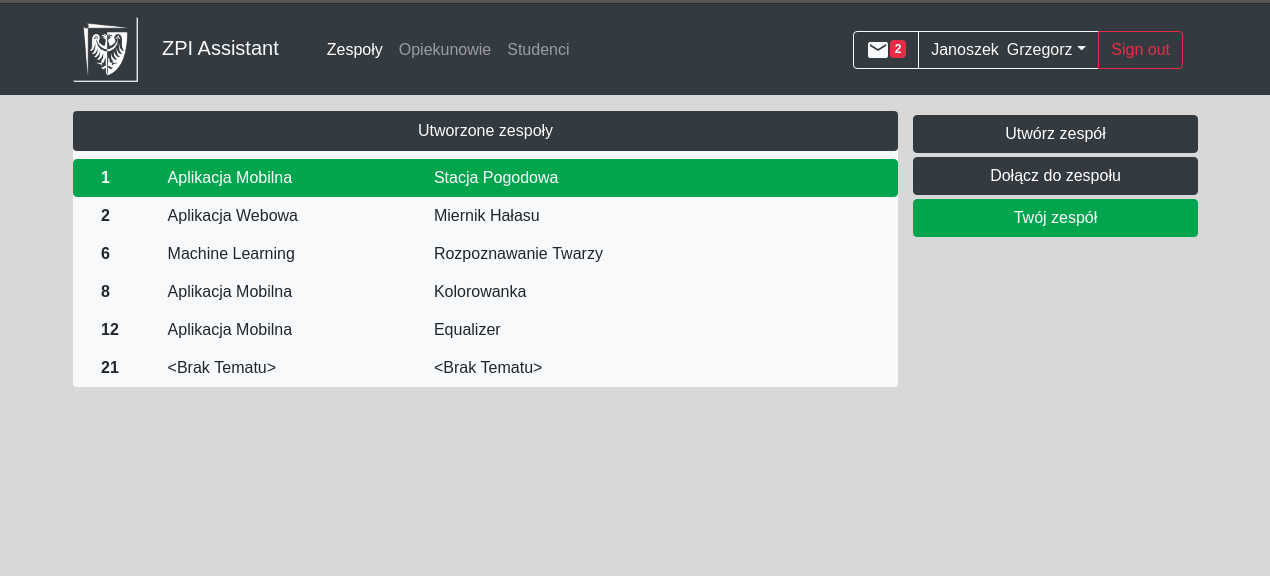 ZPI Assistant Zespoły Opiekunowie Studenci 2 Janoszek Grzegorz Sign out
Utworzone zespoły
1 Aplikacja Mobilna Stacja Pogodowa
2 Aplikacja Webowa Miernik Hałasu
6 Machine Learning Rozpoznawanie Twarzy
8 Aplikacja Mobilna Kolorowanka
12 Aplikacja Mobilna Equalizer
21 <Brak Tematu> <Brak Tematu>
Utwórz zespół
Dołącz do zespołu
Twój zespół